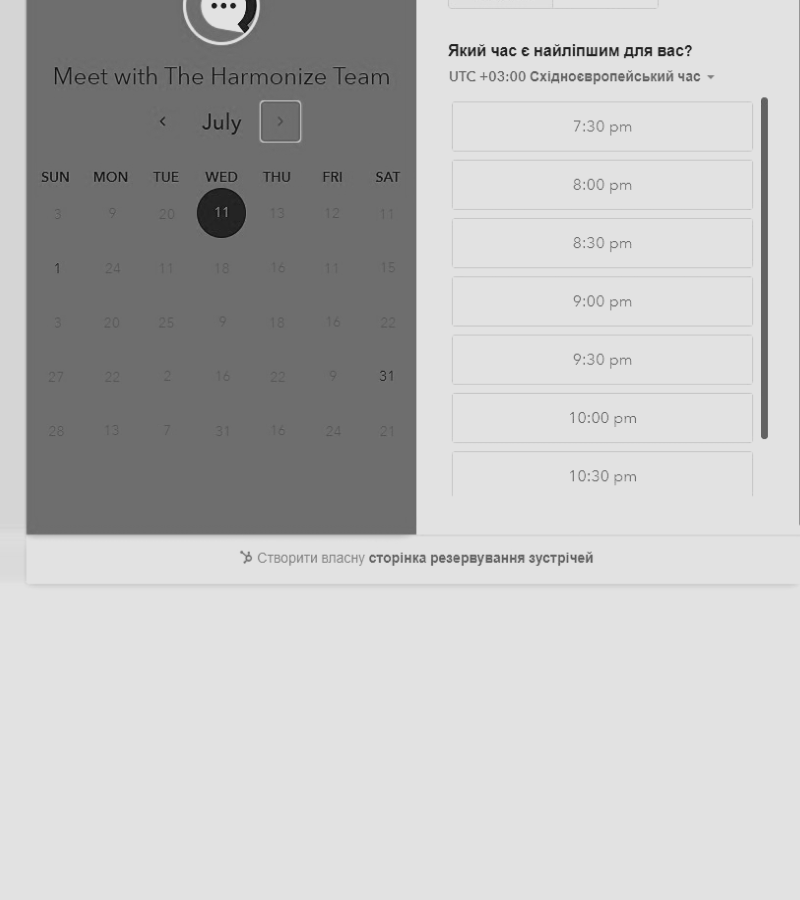 Meet with The Harmonize Team
July
SUN MON TUE WED THU FRI SAT
3 9 20 11 13 12 11
1 24 11 18 16 11 15
3 20 25 9 18 16 22
27 22 2 16 22 9 31
28 13 7 31 16 24 21
Який час є найліпшим для вас?
UTC +03:00 Східноєвропейський час
7:30 pm
8:00 pm
8:30 pm
9:00 pm
9:30 pm
10:00 pm
10:30 pm
Створити власну сторінка резервування зустрічей